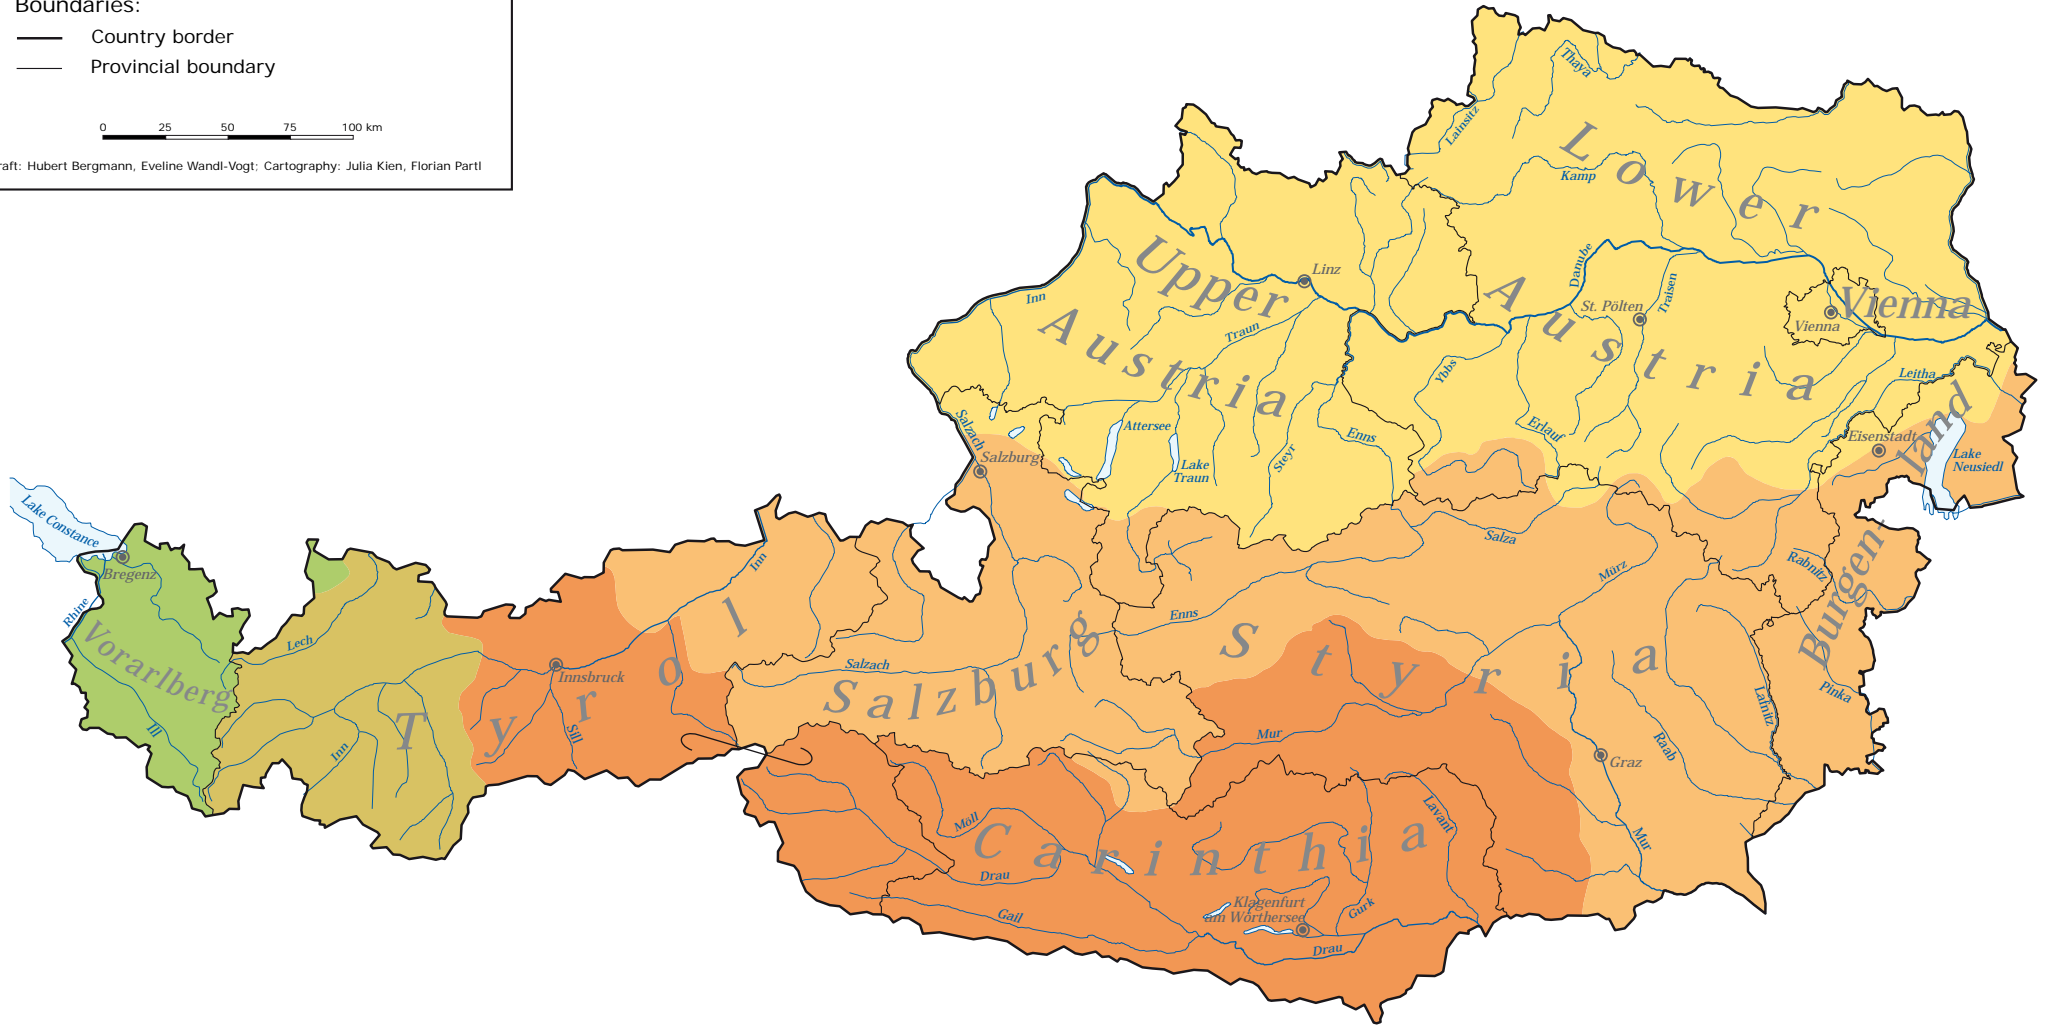 Boundaries:
Country border
Provincial boundary
0 25 50 75 100 km
raft: Hubert Bergmann, Eveline Wandl-Vogt; Cartography: Julia Kien, Florian Partl
Thaya
Lainsitz
Lower
Kamp
Austria
Danube
Traisen
St. Pölten
Vienna
Vienna
Ybbs
Erlauf
Leitha
Upper
Austria
Linz
Inn
Traun
Attersee
Lake
Traun
Steyr
Enns
Salzach
Salzburg
Eisenstadt
Lake
Neusiedl
Burgen-
land
Rabnitz
Pinka
Lafnitz
Lake Constance
Bregenz
Rhine
Vorarlberg
Ill
Lech
Inn
Tyrol
Innsbruck
Sill
Inn
Salzach
Salzburg
Enns
Salza
Mürz
Styria
Mur
Graz
Raab
Mur
Möll
Carinthia
Lavant
Drau
Gail
Klagenfurt
am Wörthersee
Gurk
Drau